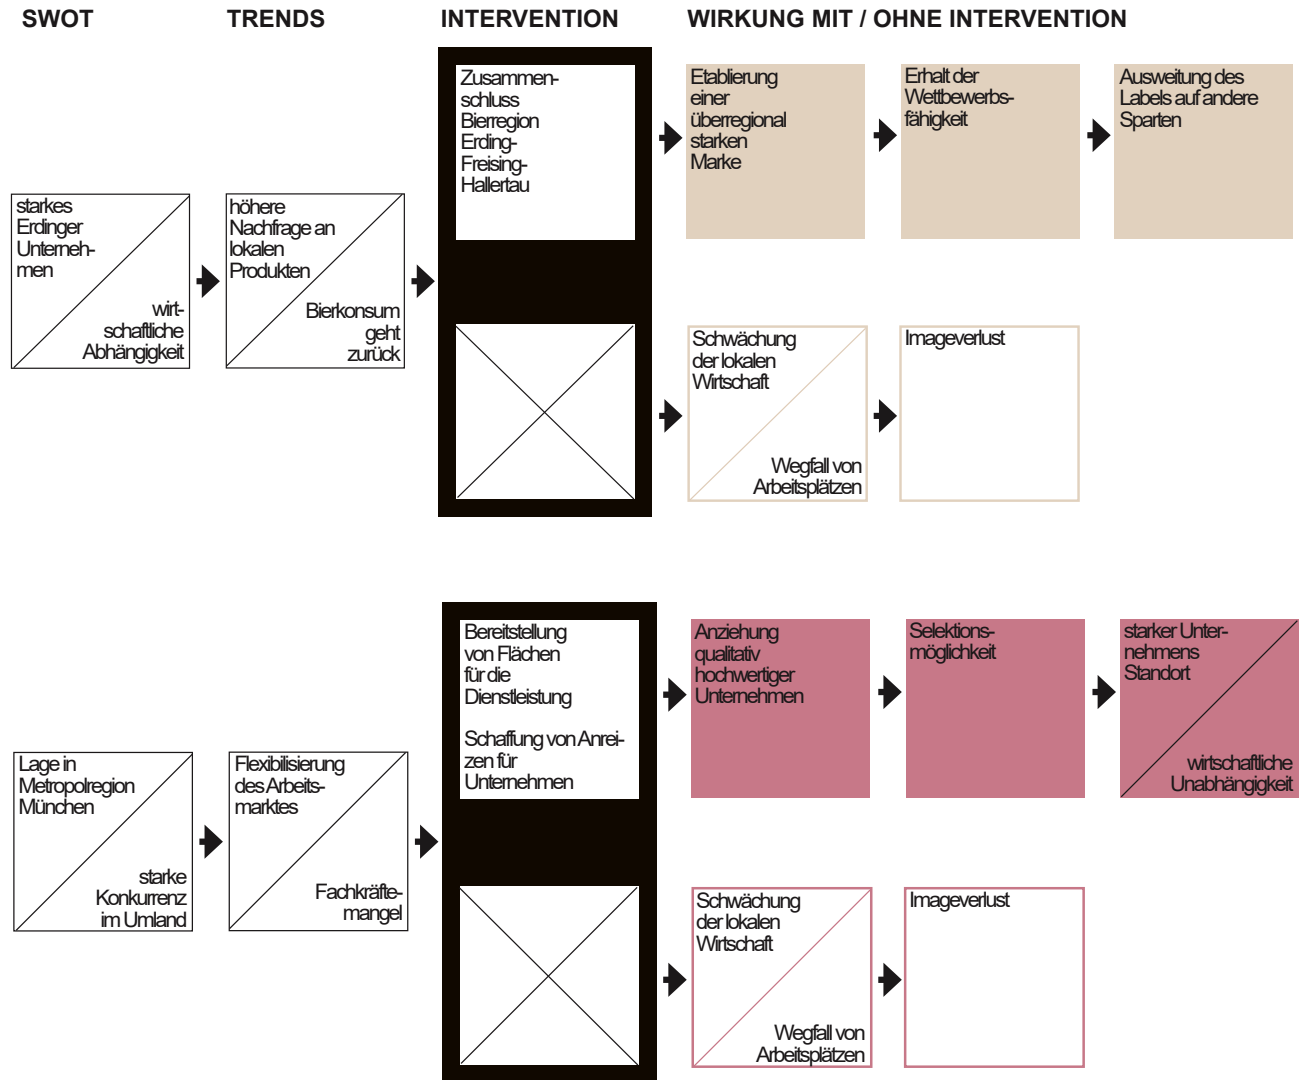 SWOT
TRENDS
INTERVENTION
WIRKUNG MIT / OHNE INTERVENTION
starkes
Erdinger
Unterneh-
men
wirt-
schaftliche
Abhängigkeit
höhere
Nachfrage an
lokalen
Produkten
Bierkonsum
geht
zurück
Zusammen-
schluss
Bierregion
Erding-
Freising-
Hallertau
Etablierung
einer
überregional
starken
Marke
Erhalt der
Wettbewerbs-
fähigkeit
Ausweitung des
Labels auf andere
Sparten
Schwächung
der lokalen
Wirtschaft
Wegfall von
Arbeitsplätzen
Imageverlust
Lage in
Metropolregion
München
starke
Konkurrenz
im Umland
Flexibilisierung
des Arbeits-
marktes
Fachkräfte-
mangel
Bereitstellung
von Flächen
für die
Dienstleistung
Schaffung von Anrei-
zen für
Unternehmen
Anziehung
qualitativ
hochwertiger
Unternehmen
Selektions-
möglichkeit
starker Unter-
nehmens
Standort
wirtschaftliche
Unabhängigkeit
Schwächung
der lokalen
Wirtschaft
Wegfall von
Arbeitsplätzen
Imageverlust